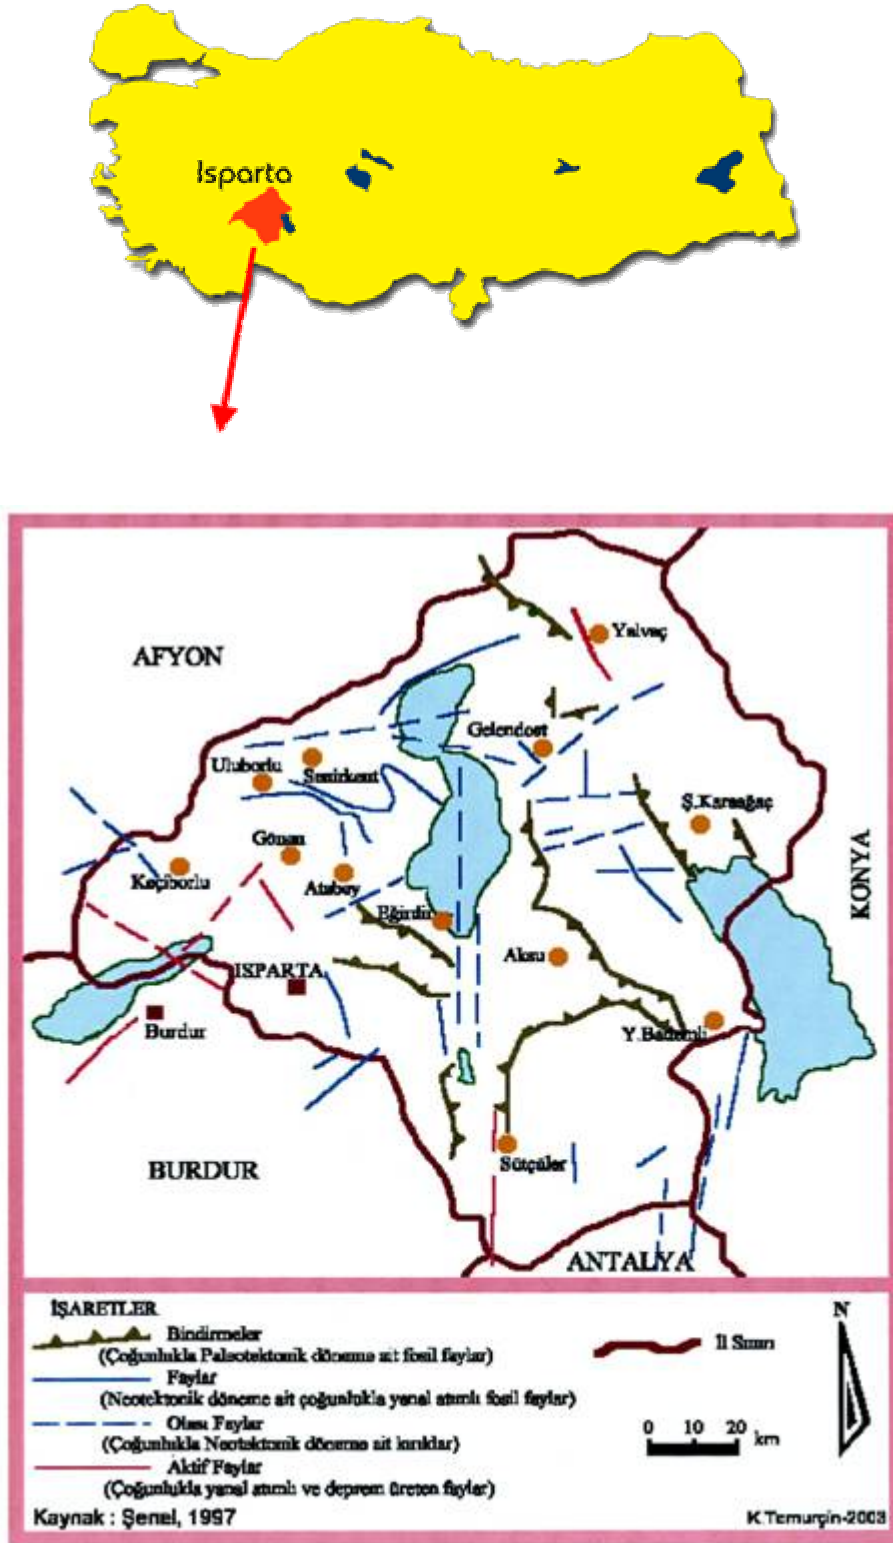 Isparta
AFYON
Yalvaç
Gelendost
Uluborlu
Senirkent
Ş.Karaağaç
Gönen
Keçiborlu
Atabey
KONYA
Eğirdir
Aksu
ISPARTA
Burdur
Y.Bademli
Sütçüler
BURDUR
ANTALYA
İŞARETLER
Bindirmeler
(Çoğunlukla Paleotektonik döneme ait fosil faylar)
Faylar
(Neotektonik döneme ait çoğunlukla yanal atımlı fosil faylar)
Olası Faylar
(Çoğunlukla Neotektonik döneme ait kırıklar)
Aktif Faylar
(Çoğunlukla yanal atımlı ve deprem üreten faylar)
İl Sınırı
N
0 10 20 km
Kaynak : Şenel, 1997
K.Temurçin-2003